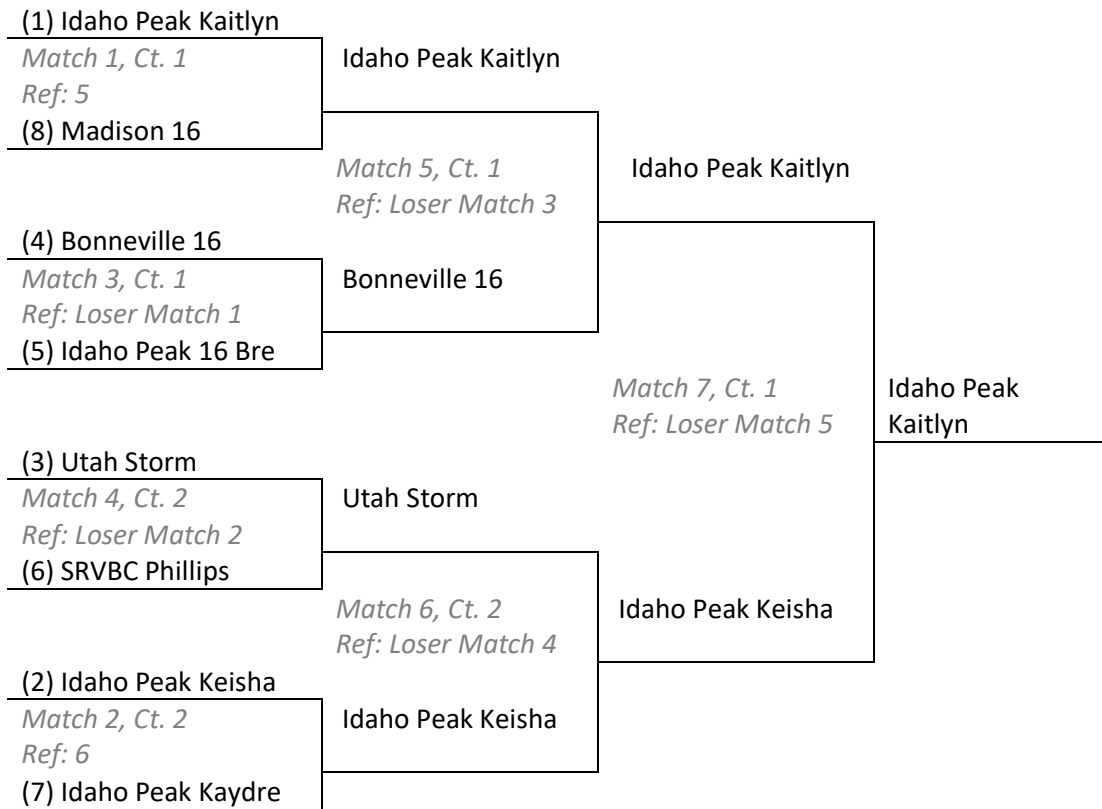 (1) Idaho Peak Kaitlyn
Match 1, Ct. 1
Ref: 5
(8) Madison 16
Idaho Peak Kaitlyn
Match 5, Ct. 1
Ref: Loser Match 3
Idaho Peak Kaitlyn
(4) Bonneville 16
Match 3, Ct. 1
Ref: Loser Match 1
(5) Idaho Peak 16 Bre
Bonneville 16
Match 7, Ct. 1
Ref: Loser Match 5
Idaho Peak
Kaitlyn
(3) Utah Storm
Match 4, Ct. 2
Ref: Loser Match 2
(6) SRVBC Phillips
Utah Storm
Match 6, Ct. 2
Ref: Loser Match 4
Idaho Peak Keisha
(2) Idaho Peak Keisha
Match 2, Ct. 2
Ref: 6
(7) Idaho Peak Kaydre
Idaho Peak Keisha